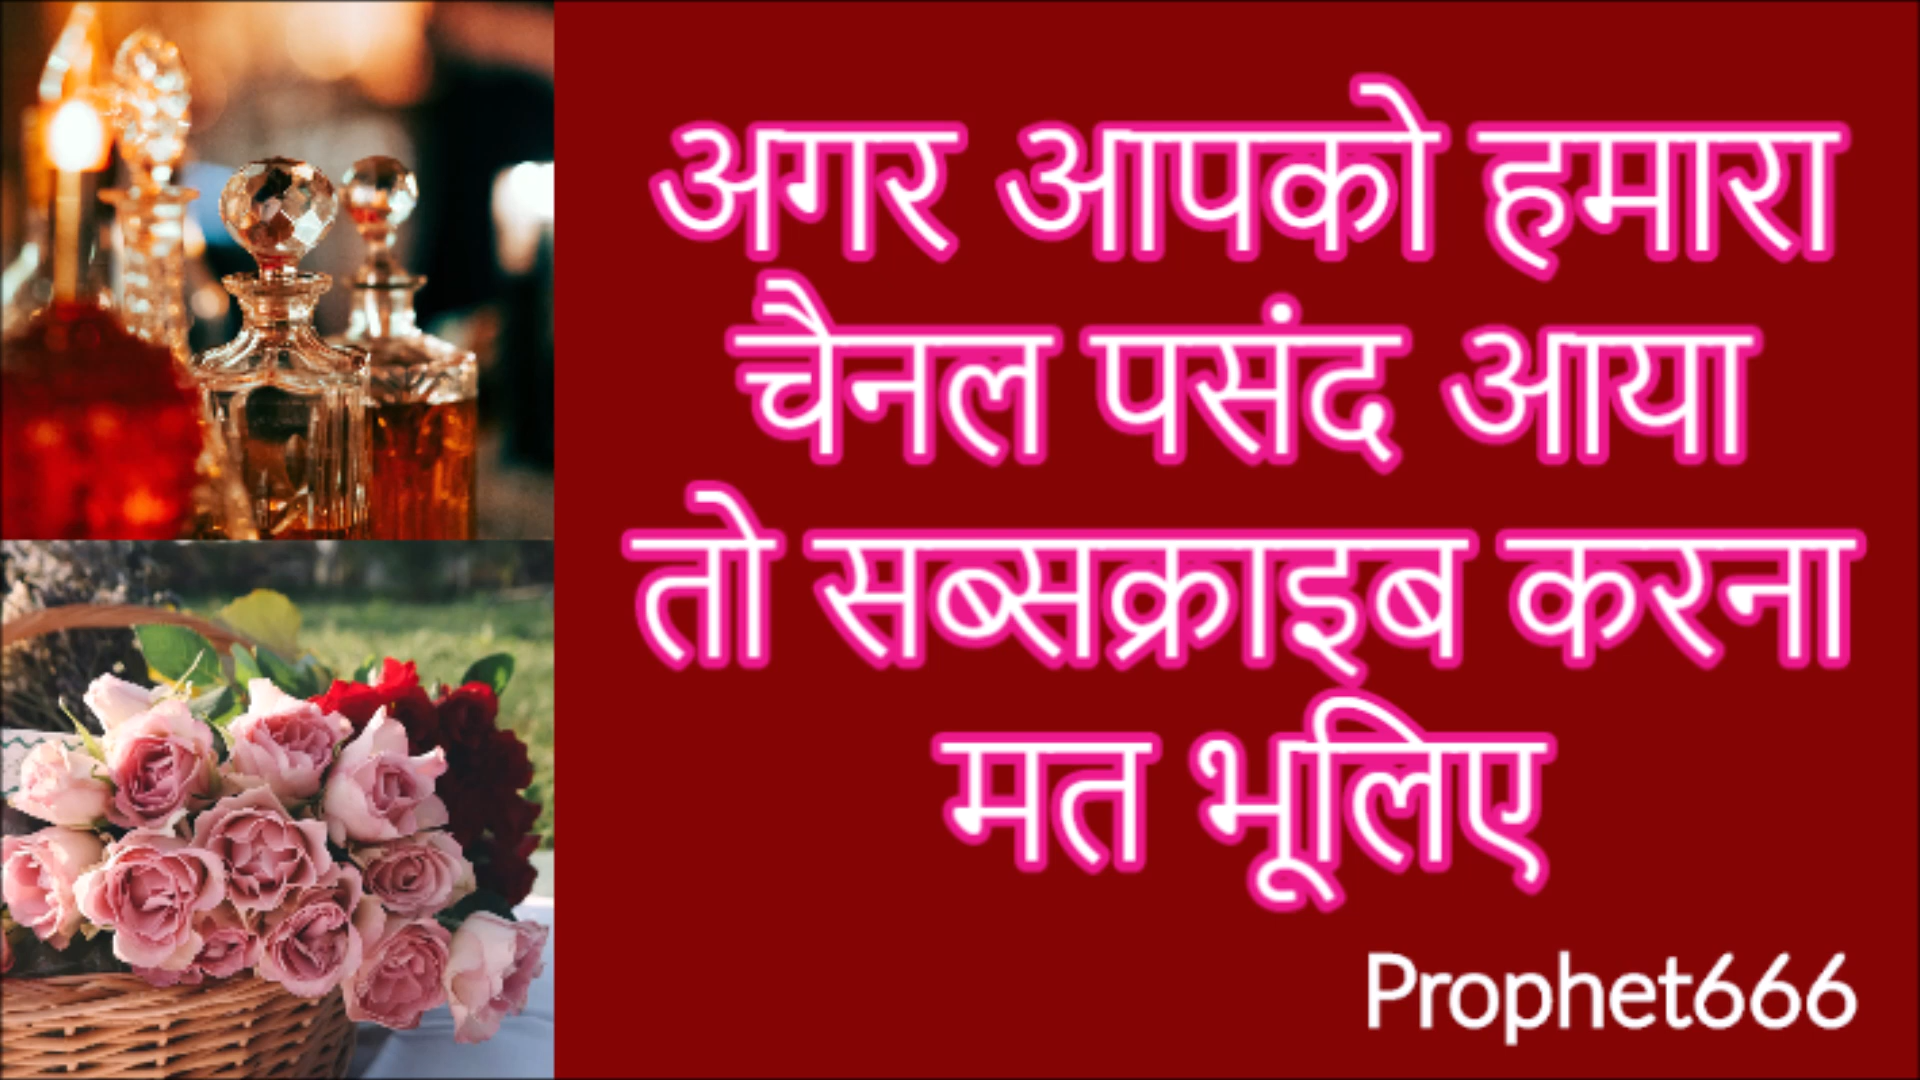 अगर आपको हमारा
चैनल पसंद आया
तो सब्सक्राइब करना
मत भूलिए
Prophet666